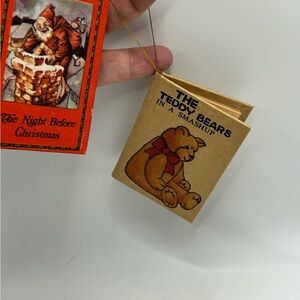 The Night Before
Christmas
THE
TEDDY BEARS
IN A SMASHUP